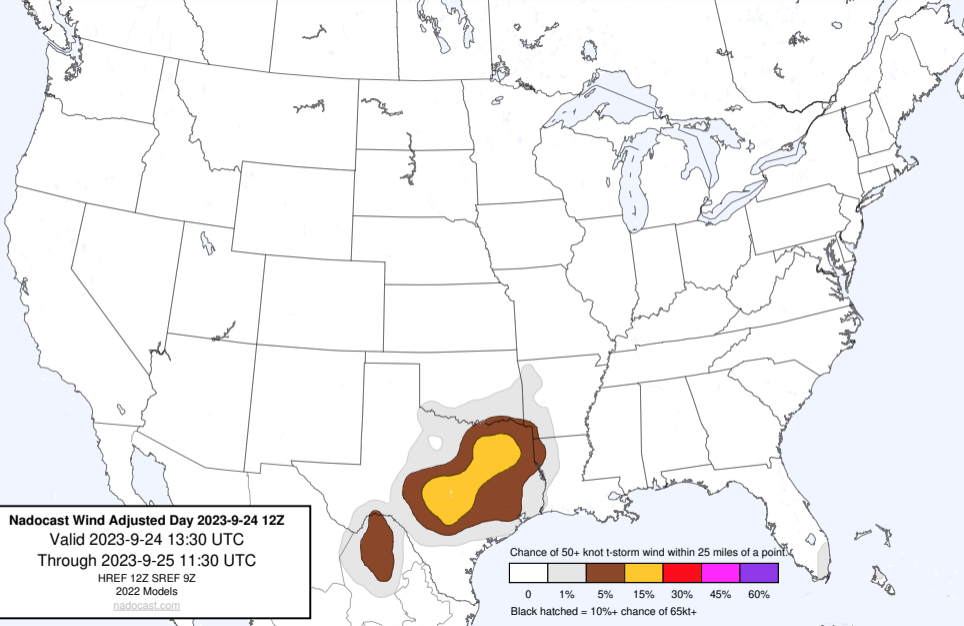 Nadocast Wind Adjusted Day 2023-9-24 12Z
Valid 2023-9-24 13:30 UTC
Through 2023-9-25 11:30 UTC
HREF 12Z SREF 9Z
2022 Models
nadocast.com
Chance of 50+ knot t-storm wind within 25 miles of a point.
0 1% 5% 15% 30% 45% 60%
Black hatched = 10%+ chance of 65kt+